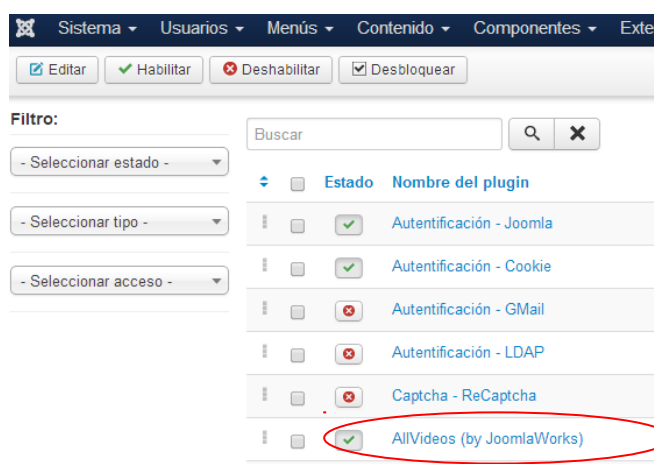 Sistema Usuarios Menús Contenido Componentes Exte
Editar Habilitar Deshabilitar Desbloquear
Filtro:
- Seleccionar estado -
- Seleccionar tipo -
- Seleccionar acceso -
Buscar
Estado Nombre del plugin
Autentificación - Joomla
Autentificación - Cookie
Autentificación - GMail
Autentificación - LDAP
Captcha - ReCaptcha
AllVideos (by JoomlaWorks)